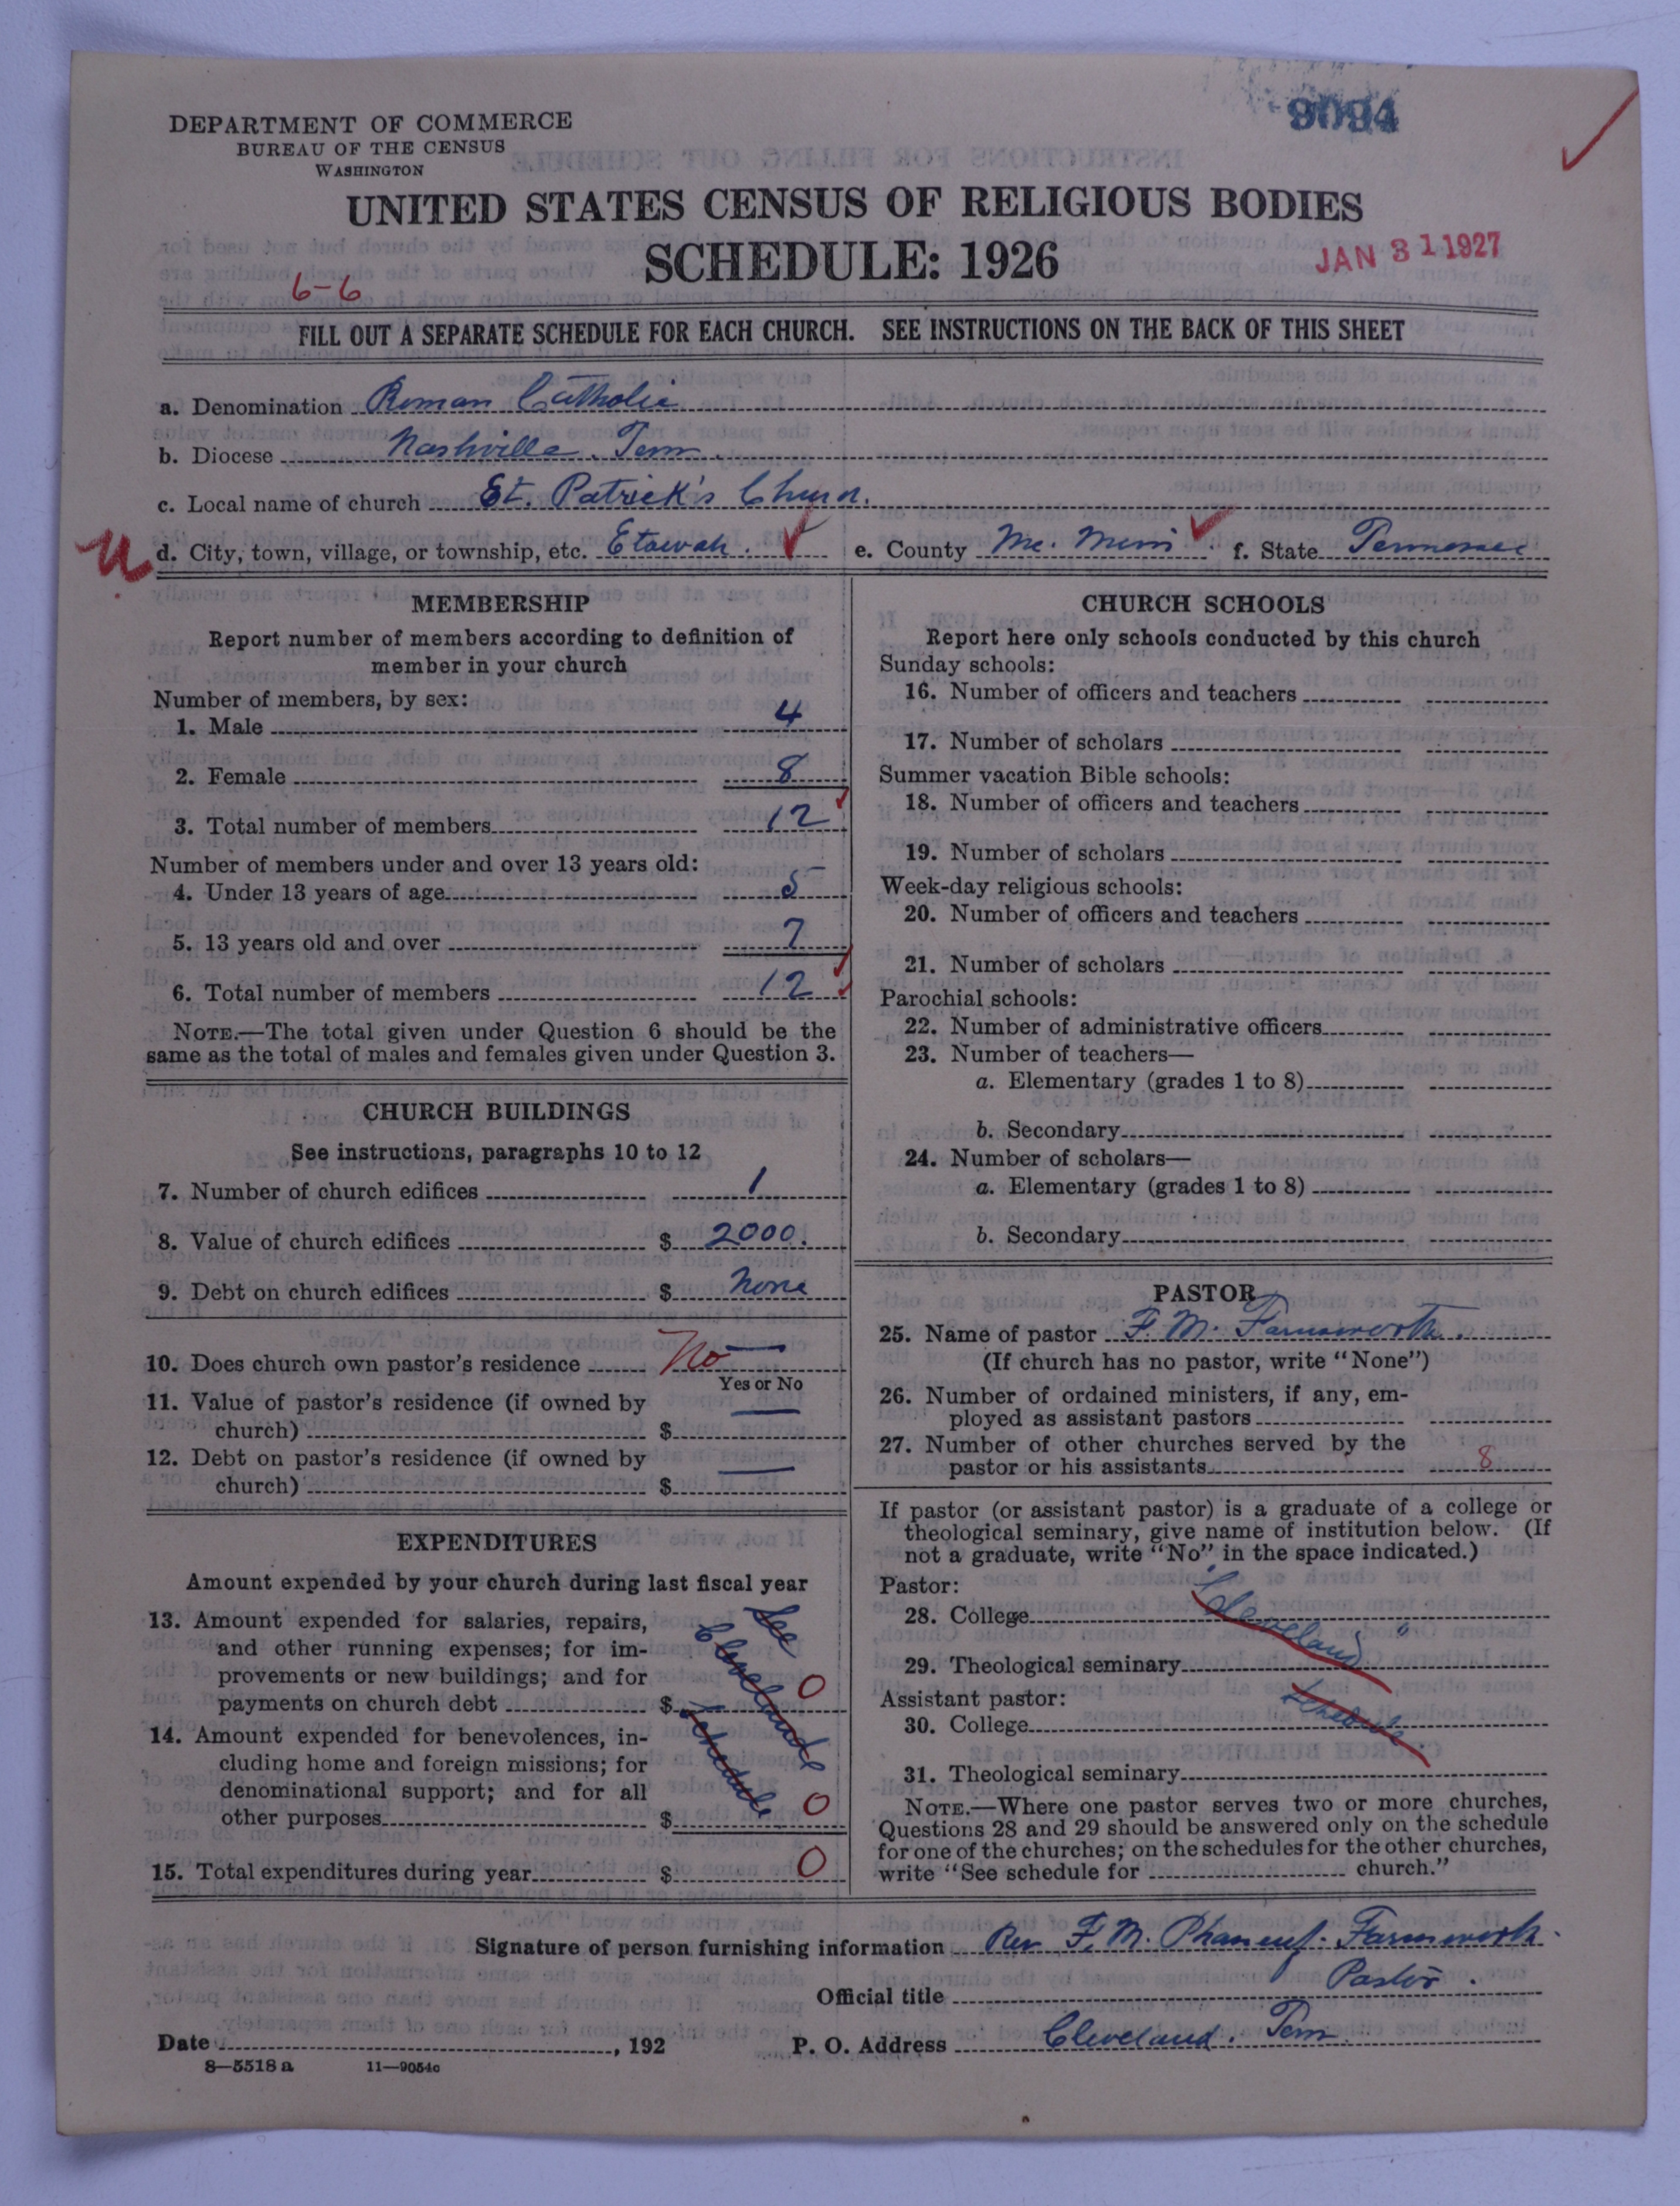 9094
DEPARTMENT OF COMMERCE
BUREAU OF THE CENSUS
WASHINGTON
UNITED STATES CENSUS OF RELIGIOUS BODIES
SCHEDULE: 1926
JAN 31 1927
6-6
FILL OUT A SEPARATE SCHEDULE FOR EACH CHURCH. SEE INSTRUCTIONS ON THE BACK OF THIS SHEET
a. Denomination Roman Catholic
b. Diocese Nashville. Tenn.
c. Local name of church St. Patrick's Church.
d. City, town, village, or township, etc. Etowah. e. County Mc. Minn. f. State Tennessee
MEMBERSHIP
Report number of members according to definition of
member in your church
Number of members, by sex:
1. Male 4
2. Female 8
3. Total number of members 12
Number of members under and over 13 years old:
4. Under 13 years of age 5
5. 13 years old and over 7
6. Total number of members 12
NOTE.—The total given under Question 6 should be the
same as the total of males and females given under Question 3.
CHURCH BUILDINGS
See instructions, paragraphs 10 to 12
7. Number of church edifices 1
8. Value of church edifices $ 2000.
9. Debt on church edifices $ none
10. Does church own pastor's residence No
Yes or No
11. Value of pastor's residence (if owned by
church) $ —
12. Debt on pastor's residence (if owned by
church) $ —
EXPENDITURES
Amount expended by your church during last fiscal year
13. Amount expended for salaries, repairs,
and other running expenses; for im-
provements or new buildings; and for
payments on church debt $ 0
14. Amount expended for benevolences, in-
cluding home and foreign missions; for
denominational support; and for all
other purposes $ 0
See Cleveland Schedule
15. Total expenditures during year $ 0
CHURCH SCHOOLS
Report here only schools conducted by this church
Sunday schools:
16. Number of officers and teachers
17. Number of scholars
Summer vacation Bible schools:
18. Number of officers and teachers
19. Number of scholars
Week-day religious schools:
20. Number of officers and teachers
21. Number of scholars
Parochial schools:
22. Number of administrative officers
23. Number of teachers—
a. Elementary (grades 1 to 8)
b. Secondary
24. Number of scholars—
a. Elementary (grades 1 to 8)
b. Secondary
PASTOR
25. Name of pastor F. M. Farnsworth.
(If church has no pastor, write "None")
26. Number of ordained ministers, if any, em-
ployed as assistant pastors
27. Number of other churches served by the
pastor or his assistants 8
If pastor (or assistant pastor) is a graduate of a college or
theological seminary, give name of institution below. (If
not a graduate, write "No" in the space indicated.)
Pastor:
28. College "Cleveland"
29. Theological seminary
Assistant pastor:
Schedule
30. College
31. Theological seminary
NOTE.—Where one pastor serves two or more churches,
Questions 28 and 29 should be answered only on the schedule
for one of the churches; on the schedules for the other churches,
write "See schedule for church."
Signature of person furnishing information Rev F. M. Phaneuf. Farnsworth.
Official title Pastor.
Date , 192 P. O. Address Cleveland. Tenn.
8—5518 a 11—9054c